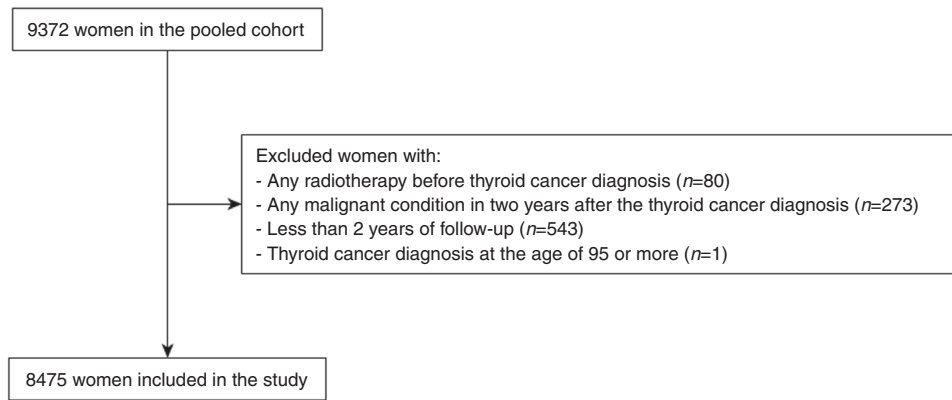 9372 women in the pooled cohort
Excluded women with:
- Any radiotherapy before thyroid cancer diagnosis (n=80)
- Any malignant condition in two years after the thyroid cancer diagnosis (n=273)
- Less than 2 years of follow-up (n=543)
- Thyroid cancer diagnosis at the age of 95 or more (n=1)
8475 women included in the study